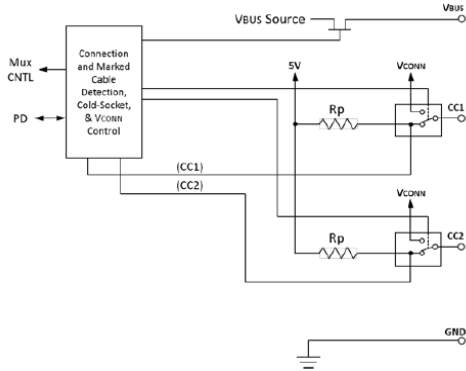 VBUS Source
VBUS
Connection
and Marked
Cable
Detection,
Cold-Socket,
& VCONN
Control
Mux
CNTL
PD
5V
VCONN
Rp
CC1
(CC1)
(CC2)
VCONN
Rp
CC2
GND